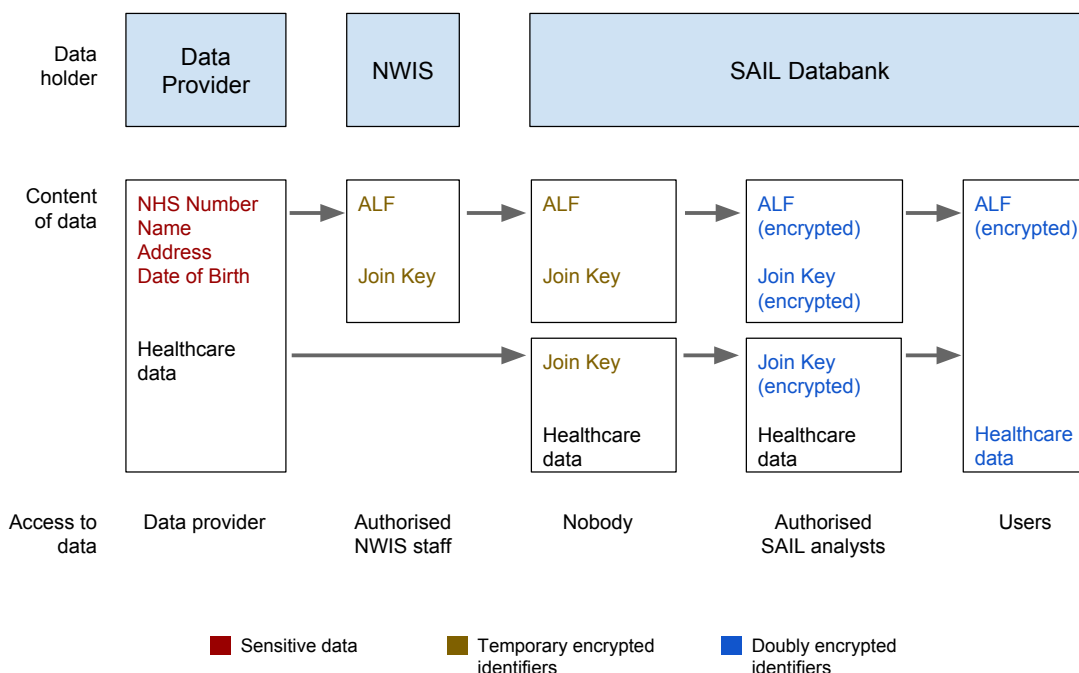 Data
holder
Data
Provider
NWIS
SAIL Databank
Content
of data
NHS Number
Name
Address
Date of Birth
Healthcare
data
ALF
Join Key
ALF
Join Key
Join Key
Healthcare
data
ALF
(encrypted)
Join Key
(encrypted)
Join Key
(encrypted)
Healthcare
data
ALF
(encrypted)
Healthcare
data
Access to
data
Data provider
Authorised
NWIS staff
Nobody
Authorised
SAIL analysts
Users
Sensitive data
Temporary encrypted
identifiers
Doubly encrypted
identifiers